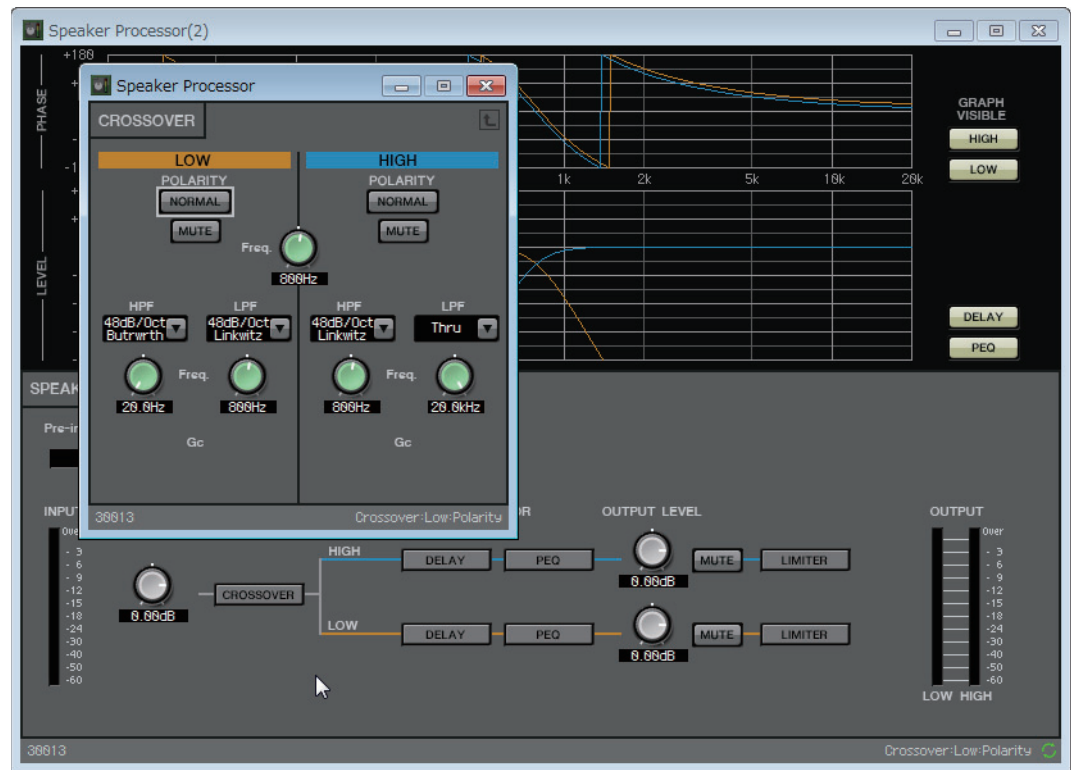 Speaker Processor(2)
+180
PHASE
-1
1k 2k 5k 10k 20k
LEVEL
GRAPH
VISIBLE
HIGH
LOW
DELAY
PEQ
Speaker Processor
CROSSOVER
LOW HIGH
POLARITY POLARITY
NORMAL NORMAL
MUTE MUTE
Freq.
800Hz
HPF LPF HPF LPF
48dB/Oct 48dB/Oct 48dB/Oct Thru
Butrwrth Linkwitz Linkwitz
Freq. Freq.
20.0Hz 800Hz 800Hz 20.0kHz
Gc Gc
30013 Crossover:Low:Polarity
SPEAK
Pre-in
INPU
Over
- 3
- 6
- 9
-12
-15
-18
-24
-30
-40
-50
-60
0.00dB
CROSSOVER
OR
OUTPUT LEVEL
HIGH
DELAY PEQ MUTE LIMITER
0.00dB
LOW
DELAY PEQ MUTE LIMITER
0.00dB
OUTPUT
Over
- 3
- 6
- 9
-12
-15
-18
-24
-30
-40
-50
-60
LOW HIGH
30013 Crossover:Low:Polarity